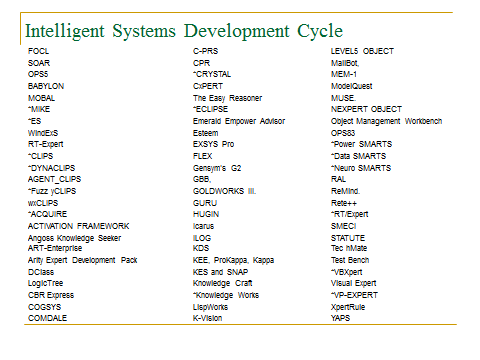 Intelligent Systems Development Cycle
FOCL
SOAR
OPS5
BABYLON
MOBAL
*MIKE
*ES
WindExS
RT-Expert
*CLIPS
*DYNACLIPS
AGENT_CLIPS
*Fuzz yCLIPS
wxCLIPS
*ACQUIRE
ACTIVATION FRAMEWORK
Angoss Knowledge Seeker
ART-Enterprise
Arity Expert Development Pack
DClass
LogicTree
CBR Express
COGSYS
COMDALE
C-PRS
CPR
*CRYSTAL
CxPERT
The Easy Reasoner
*ECLIPSE
Emerald Empower Advisor
Esteem
EXSYS Pro
FLEX
Gensym's G2
GBB,
GOLDWORKS III.
GURU
HUGIN
Icarus
ILOG
KDS
KEE, ProKappa, Kappa
KES and SNAP
Knowledge Craft
*Knowledge Works
LispWorks
K-Vision
LEVEL5 OBJECT
MailBot,
MEM-1
ModelQuest
MUSE.
NEXPERT OBJECT
Object Management Workbench
OPS83
*Power SMARTS
*Data SMARTS
*Neuro SMARTS
RAL
ReMind.
Rete++
*RT/Expert
SMECI
STATUTE
Tec hMate
Test Bench
*VBXpert
Visual Expert
*VP-EXPERT
XpertRule
YAPS